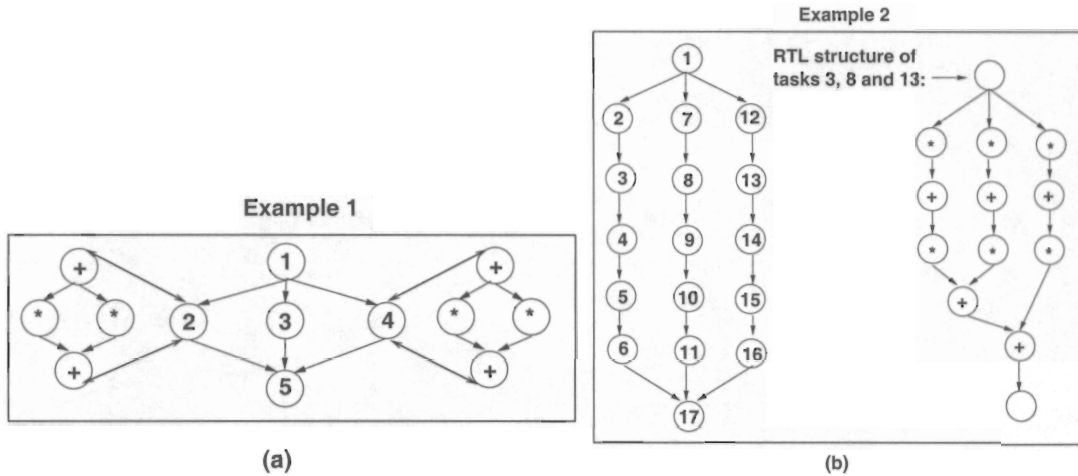 Example 1
+ 1 +
* * 2 3 4 * *
+ 5 +
(a)
Example 2
1
RTL structure of
tasks 3, 8 and 13:
2 7 12
* * *
3 8 13
+ + +
4 9 14
* * *
5 10 15
+
6 11 16
+
17
(b)